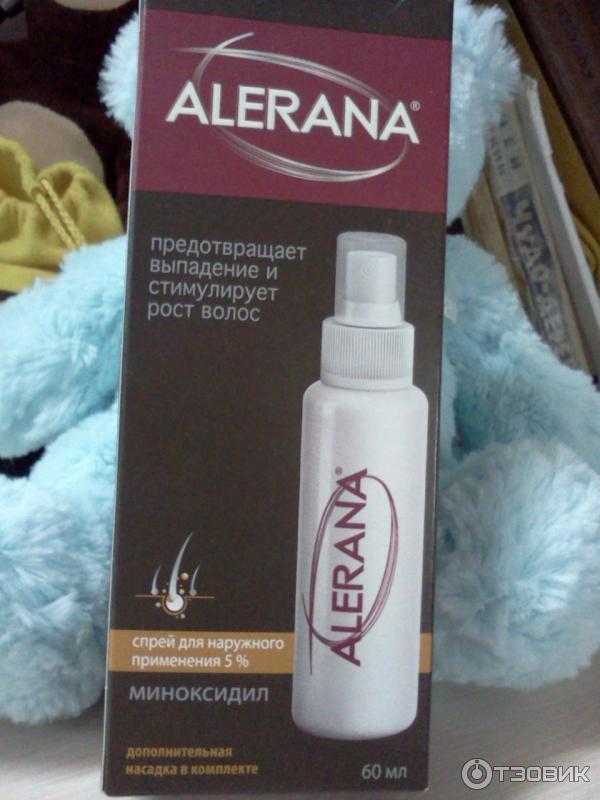 ALERANA®
предотвращает
выпадение и
стимулирует
рост волос
ALERANA®
спрей для наружного
применения 5 %
миноксидил
дополнительная
насадка в комплекте
60 мл
Отзовик